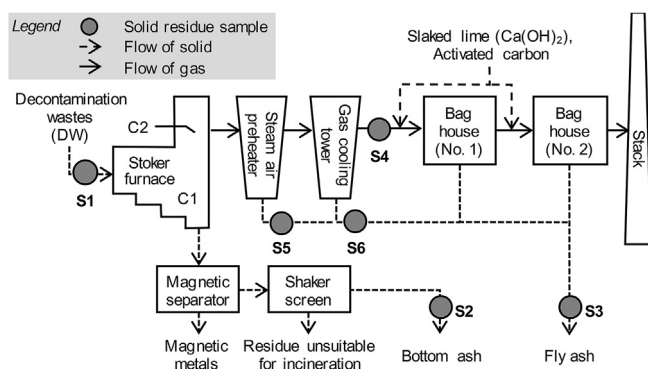 Legend
Solid residue sample
Flow of solid
Flow of gas
Slaked lime (Ca(OH)₂),
Activated carbon
Decontamination
wastes
(DW)
S1
C2
Stoker
furnace
C1
Steam air
preheater
Gas cooling
tower
S4
Bag
house
(No. 1)
Bag
house
(No. 2)
Stack
S5
S6
Magnetic
separator
Shaker
screen
S2
S3
Magnetic
metals
Residue unsuitable
for incineration
Bottom ash
Fly ash